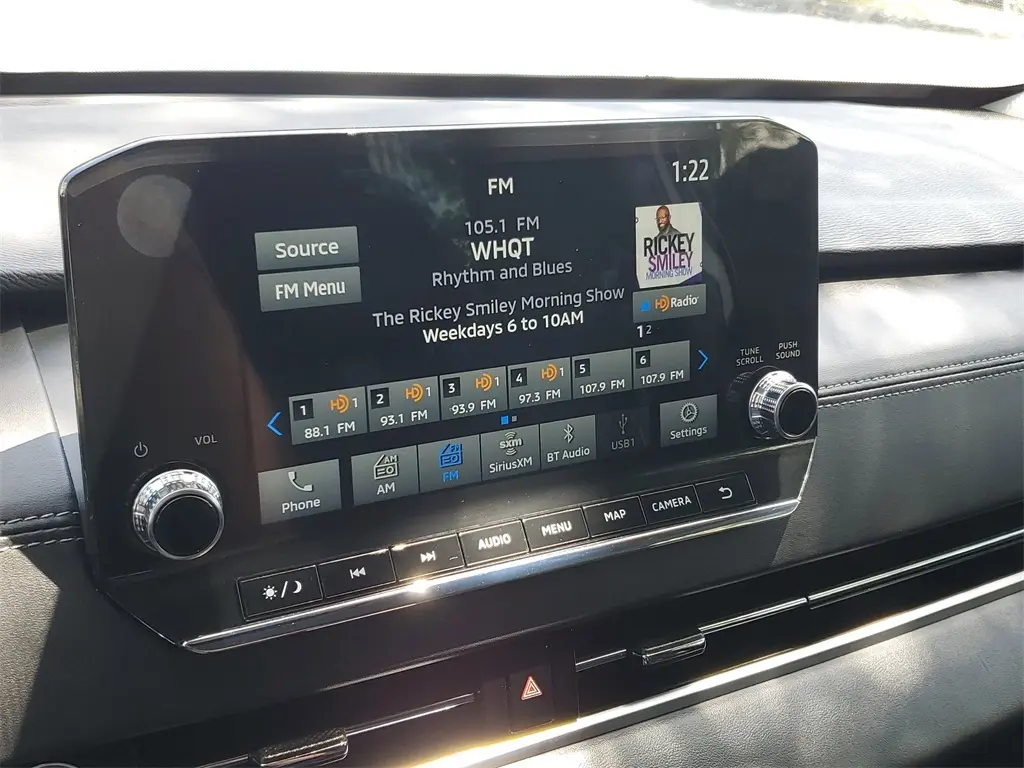 FM
1:22
Source
FM Menu
105.1 FM
WHQT
Rhythm and Blues
The Rickey Smiley Morning Show
Weekdays 6 to 10AM
RICKEY
SMILEY
MORNING SHOW
HD Radio
1 2
TUNE
SCROLL
PUSH
SOUND
VOL
1 HD 1
88.1 FM
2 HD 1
93.1 FM
3 HD 1
93.9 FM
4 HD 1
97.3 FM
5
107.9 FM
6
107.9 FM
Phone
AM
AM
FM
FM
sxm
SiriusXM
BT Audio
USB1
Settings
AUDIO
MENU
MAP
CAMERA